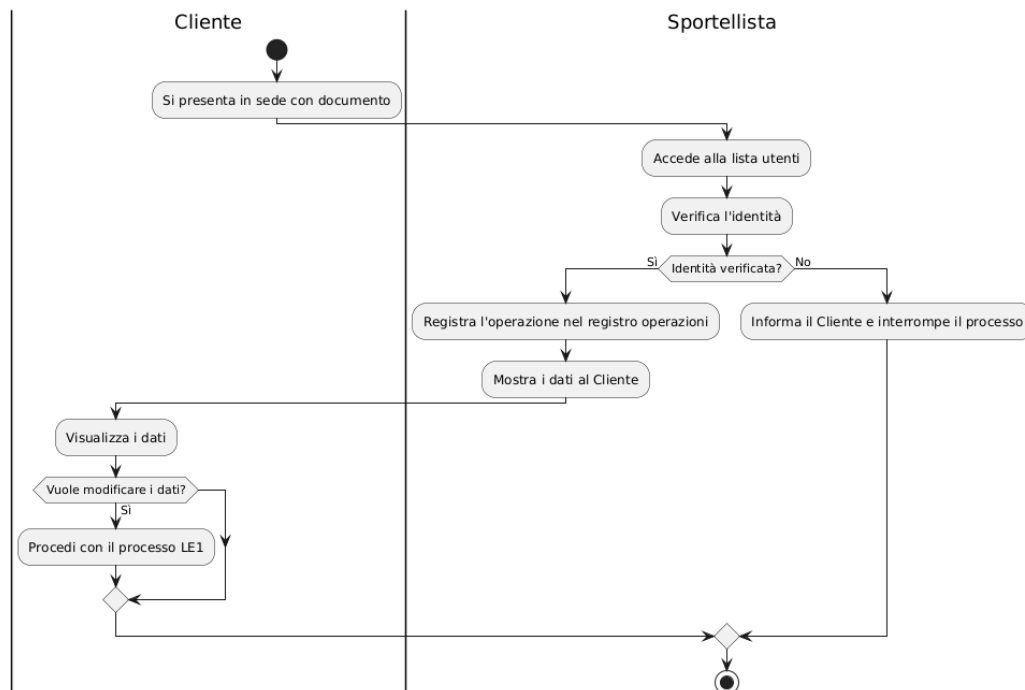 Cliente
Sportellista
Si presenta in sede con documento
Accede alla lista utenti
Verifica l'identità
Sì
Identità verificata?
No
Registra l'operazione nel registro operazioni
Informa il Cliente e interrompe il processo
Mostra i dati al Cliente
Visualizza i dati
Vuole modificare i dati?
Sì
Procedi con il processo LE1